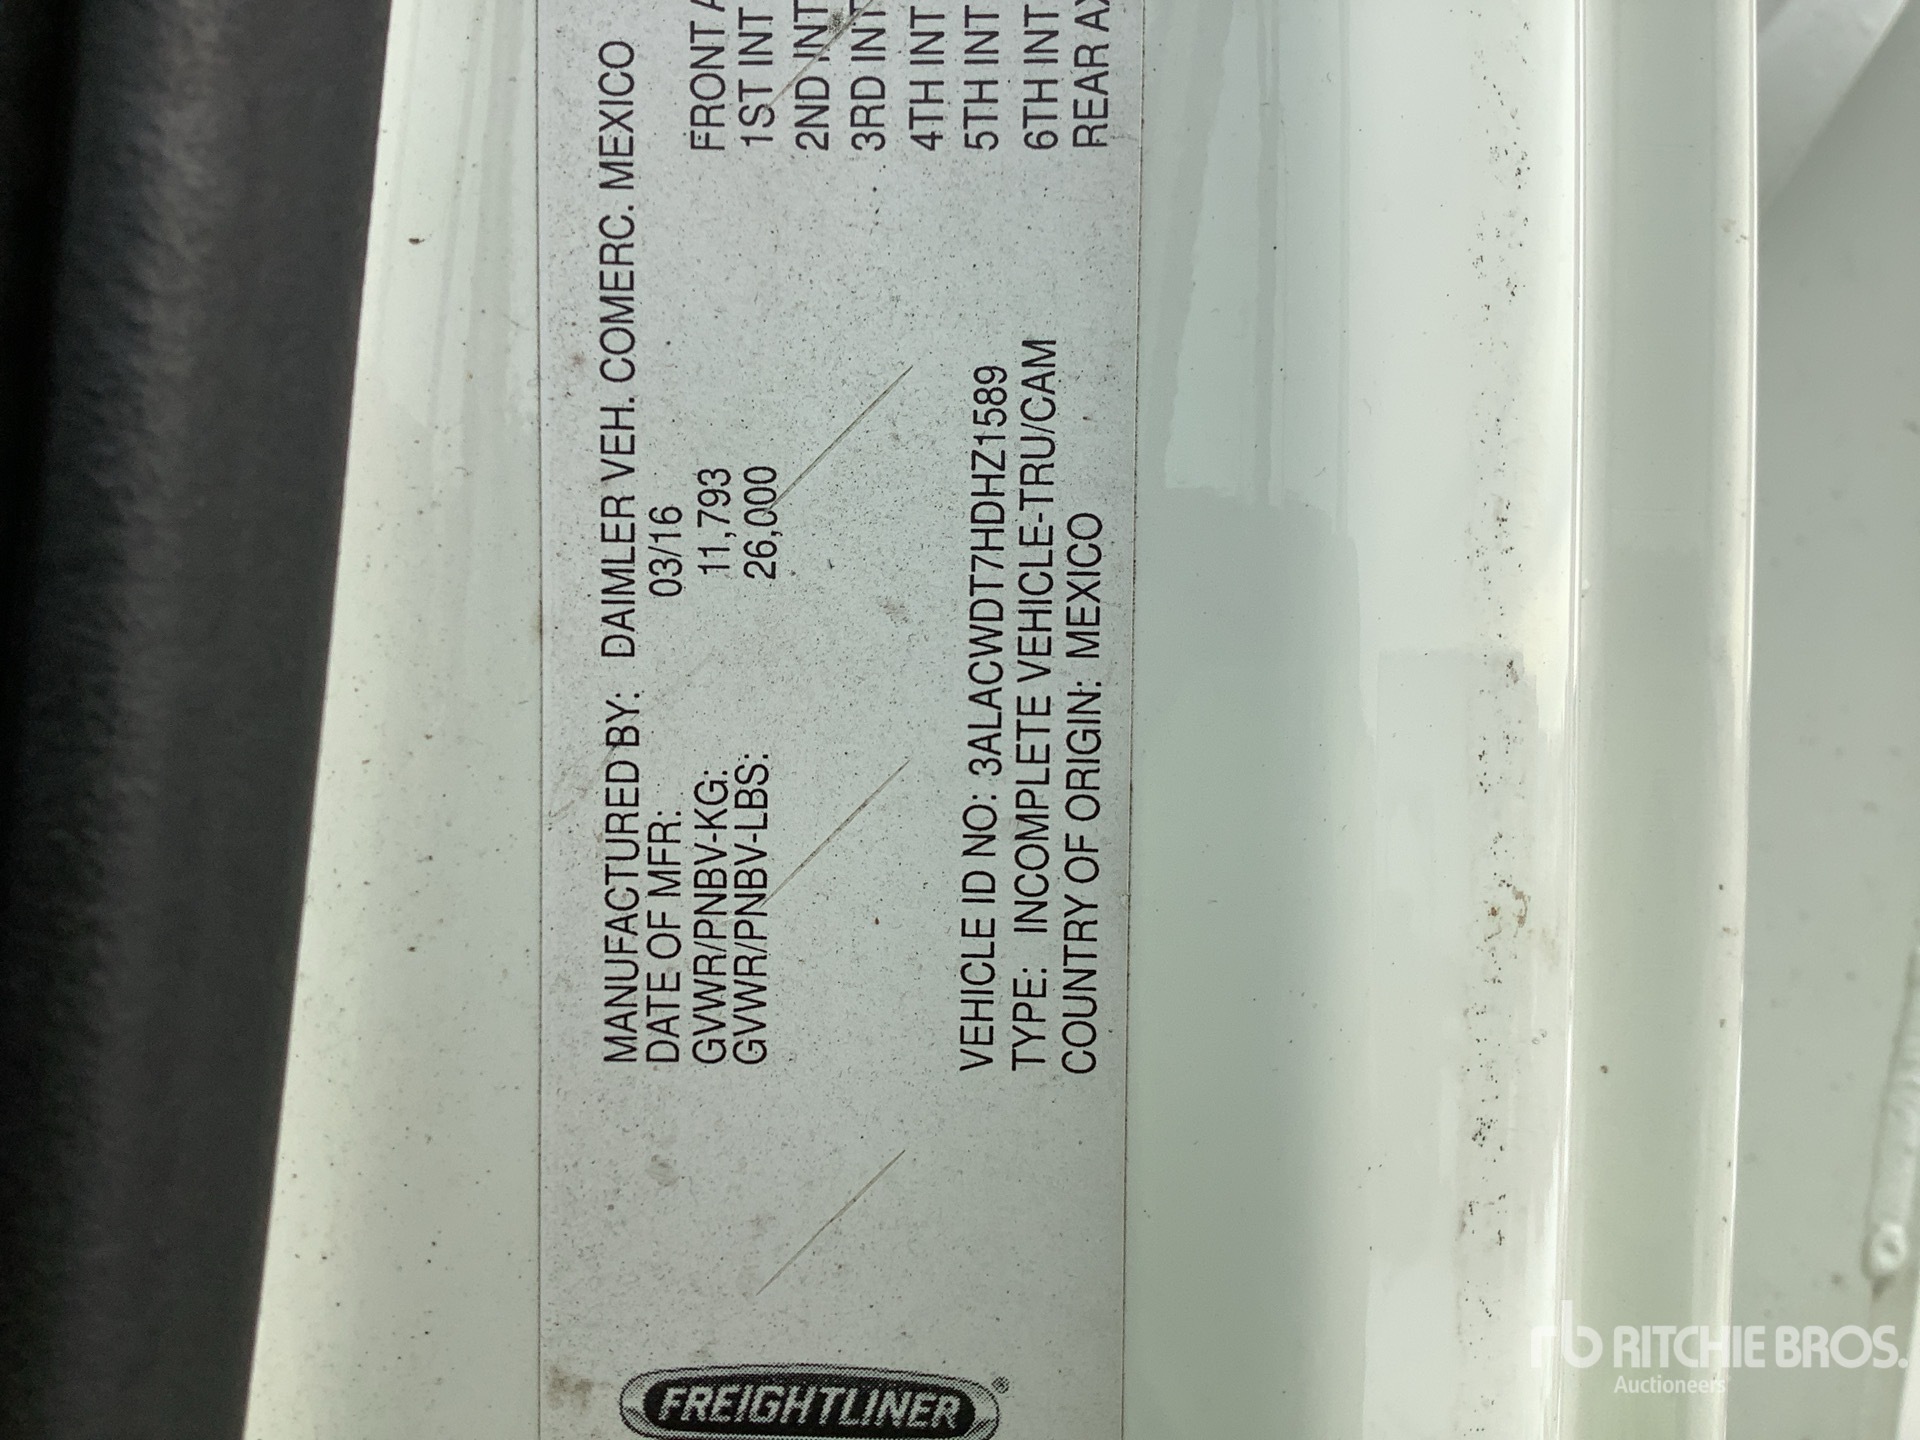 FREIGHTLINER®
MANUFACTURED BY: DAIMLER VEH. COMERC. MEXICO
DATE OF MFR: 03/16
GVWR/PNBV-KG: 11,793
GVWR/PNBV-LBS: 26,000
VEHICLE ID NO: 3ALACWDT7HDHZ1589
TYPE: INCOMPLETE VEHICLE-TRU/CAM
COUNTRY OF ORIGIN: MEXICO
FRONT A
1ST INT
2ND INT
3RD INT
4TH INT
5TH INT
6TH INT
REAR AX
rb RITCHIE BROS.
Auctioneers